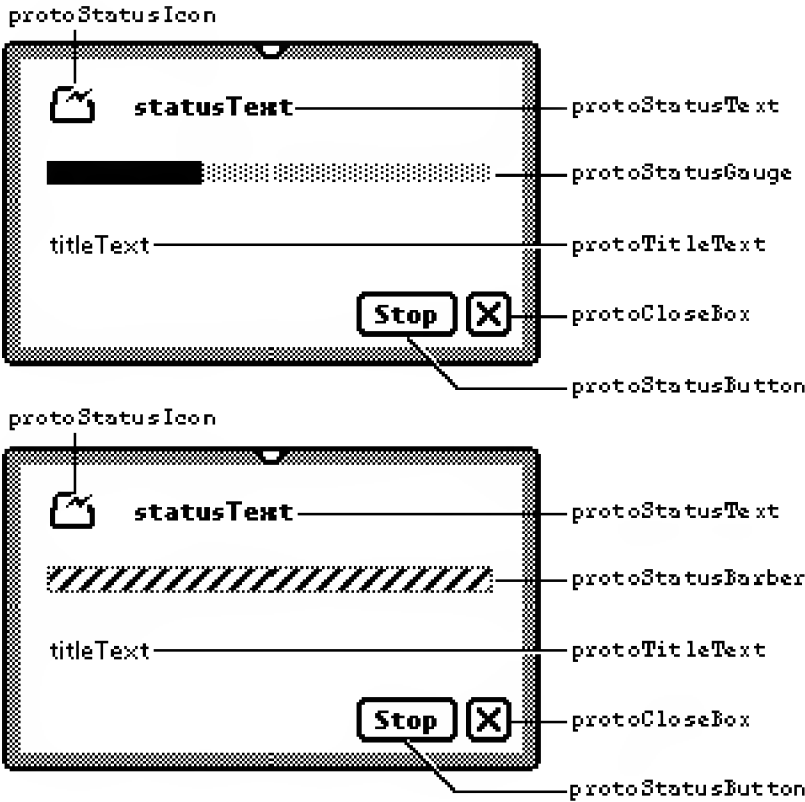 protoStatusIcon
statusText
protoStatusText
protoStatusGauge
titleText
protoTitleText
Stop
protoCloseBox
protoStatusButton
protoStatusIcon
statusText
protoStatusText
protoStatusBarber
titleText
protoTitleText
Stop
protoCloseBox
protoStatusButton